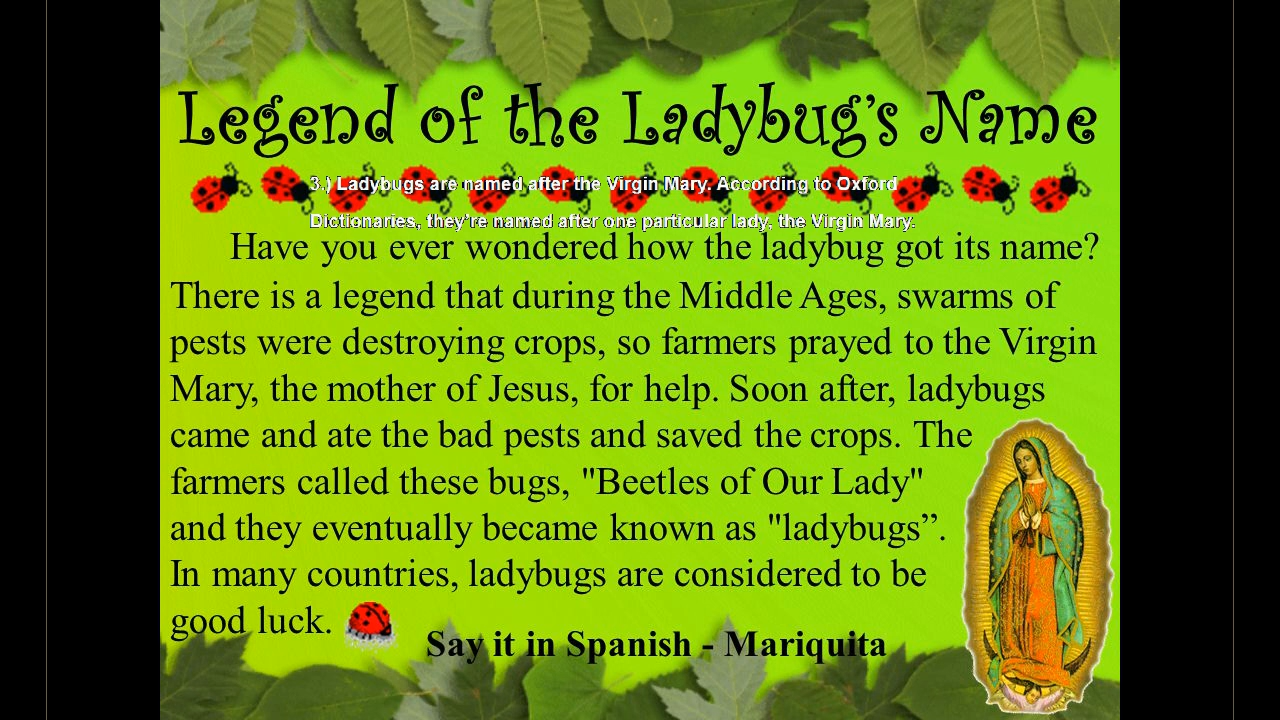 Legend of the Ladybug's Name
3.) Ladybugs are named after the Virgin Mary. According to Oxford
Dictionaries, they're named after one particular lady, the Virgin Mary.
Have you ever wondered how the ladybug got its name?
There is a legend that during the Middle Ages, swarms of
pests were destroying crops, so farmers prayed to the Virgin
Mary, the mother of Jesus, for help. Soon after, ladybugs
came and ate the bad pests and saved the crops. The
farmers called these bugs, "Beetles of Our Lady"
and they eventually became known as "ladybugs”.
In many countries, ladybugs are considered to be
good luck.
Say it in Spanish - Mariquita